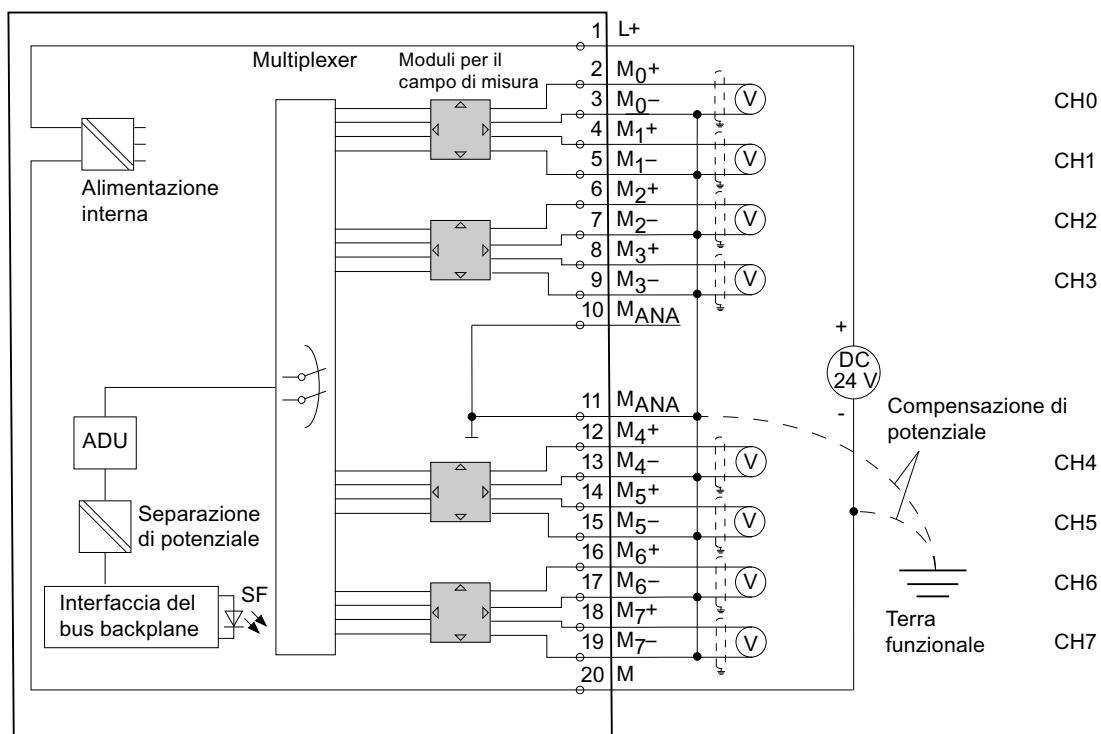 1 L+
Multiplexer
Moduli per il
campo di misura
2 M0+
3 M0–
CH0
4 M1+
5 M1–
CH1
Alimentazione
interna
6 M2+
7 M2–
CH2
8 M3+
9 M3–
CH3
10 MANA
+
DC
24 V
-
11 MANA
Compensazione di
potenziale
ADU
12 M4+
13 M4–
CH4
14 M5+
15 M5–
CH5
Separazione
di potenziale
16 M6+
17 M6–
CH6
Interfaccia del
bus backplane
SF
18 M7+
19 M7–
CH7
Terra
funzionale
20 M
V
V
V
V
V
V
V
V